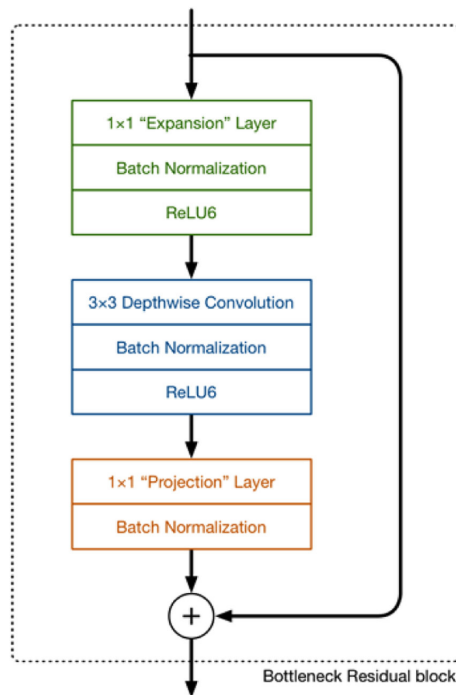 1×1 “Expansion” Layer
Batch Normalization
ReLU6
3×3 Depthwise Convolution
Batch Normalization
ReLU6
1×1 “Projection” Layer
Batch Normalization
+
Bottleneck Residual block